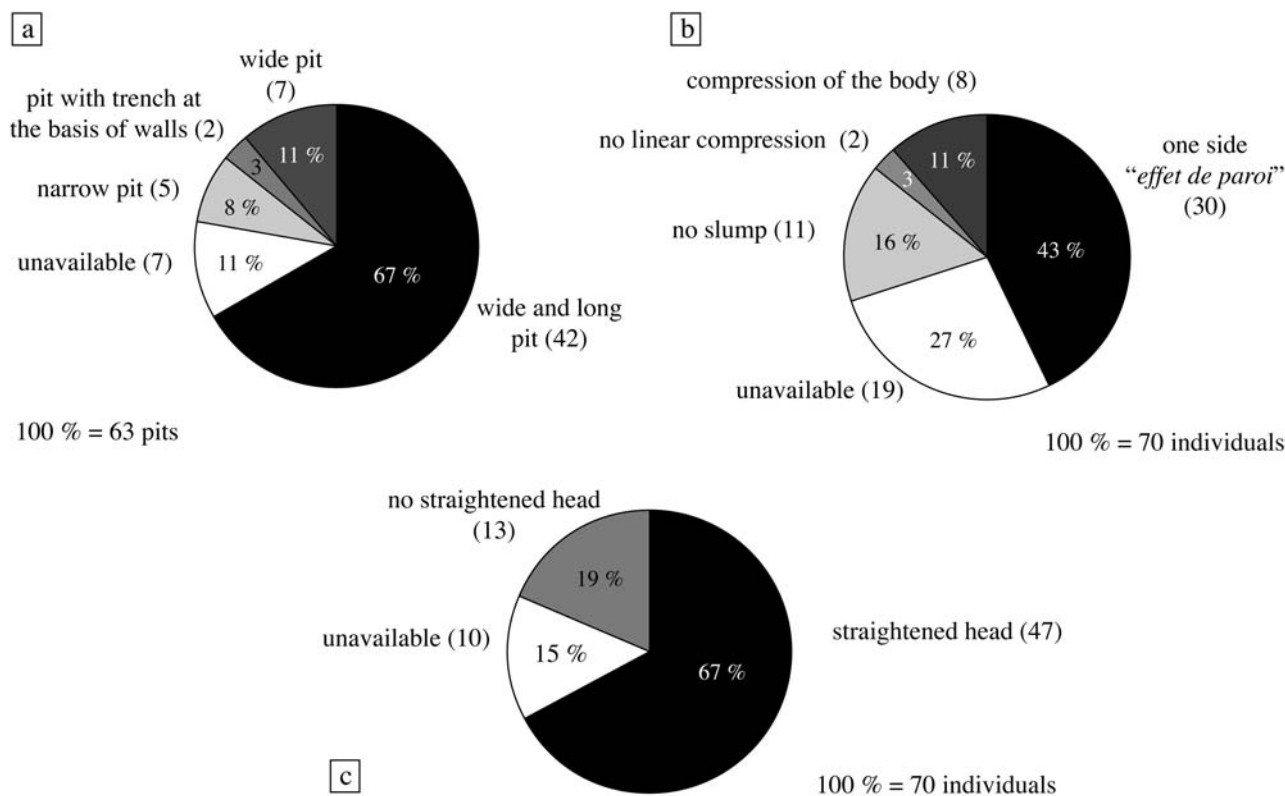 a
wide pit
(7)
pit with trench at
the basis of walls (2)
narrow pit (5)
unavailable (7)
11 %
3
8 %
11 %
67 %
wide and long
pit (42)
100 % = 63 pits
b
compression of the body (8)
no linear compression (2)
no slump (11)
unavailable (19)
11 %
3
16 %
27 %
43 %
one side
“effet de paroi”
(30)
100 % = 70 individuals
no straightened head
(13)
unavailable (10)
19 %
15 %
67 %
straightened head (47)
c
100 % = 70 individuals